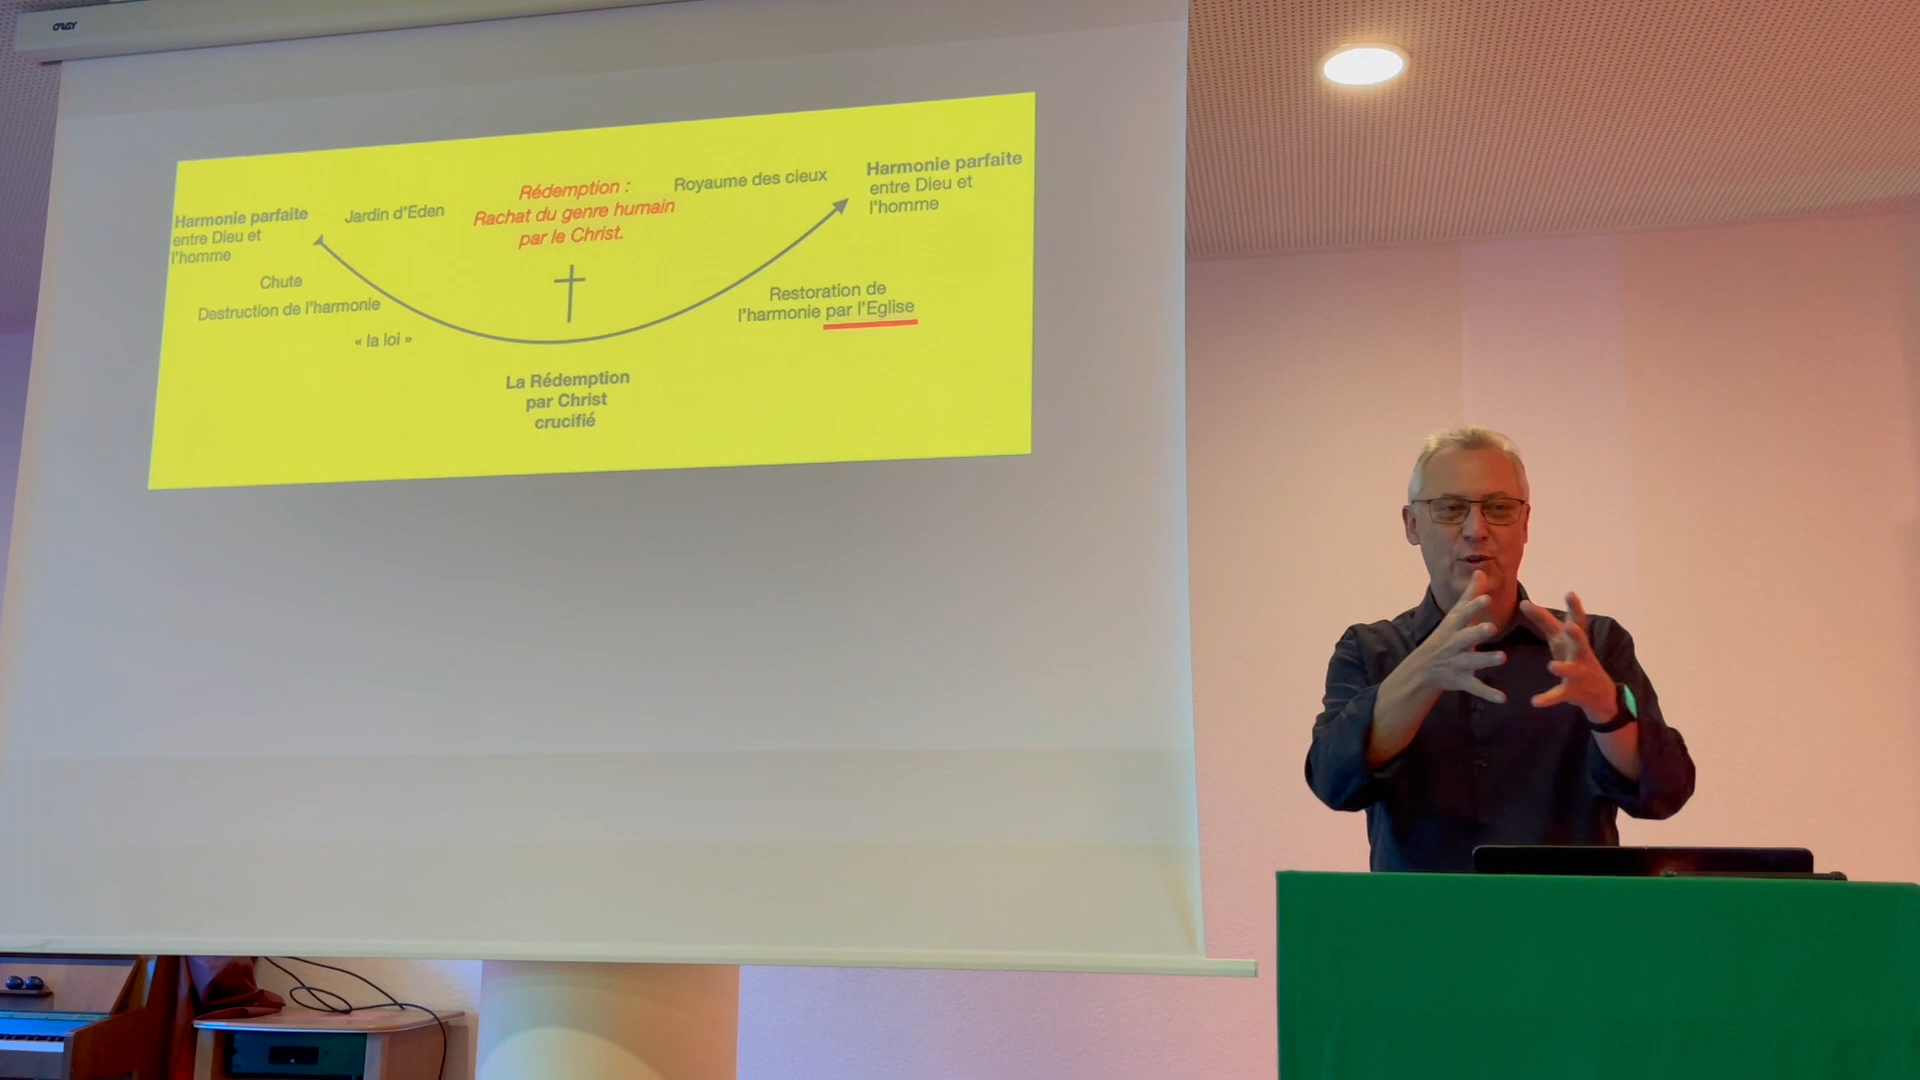 ORAY
Harmonie parfaite
entre Dieu et
l'homme
Jardin d'Eden
Rédemption :
Rachat du genre humain
par le Christ.
Royaume des cieux
Harmonie parfaite
entre Dieu et
l'homme
Chute
Destruction de l'harmonie
« la loi »
Restoration de
l'harmonie par l'Eglise
La Rédemption
par Christ
crucifié